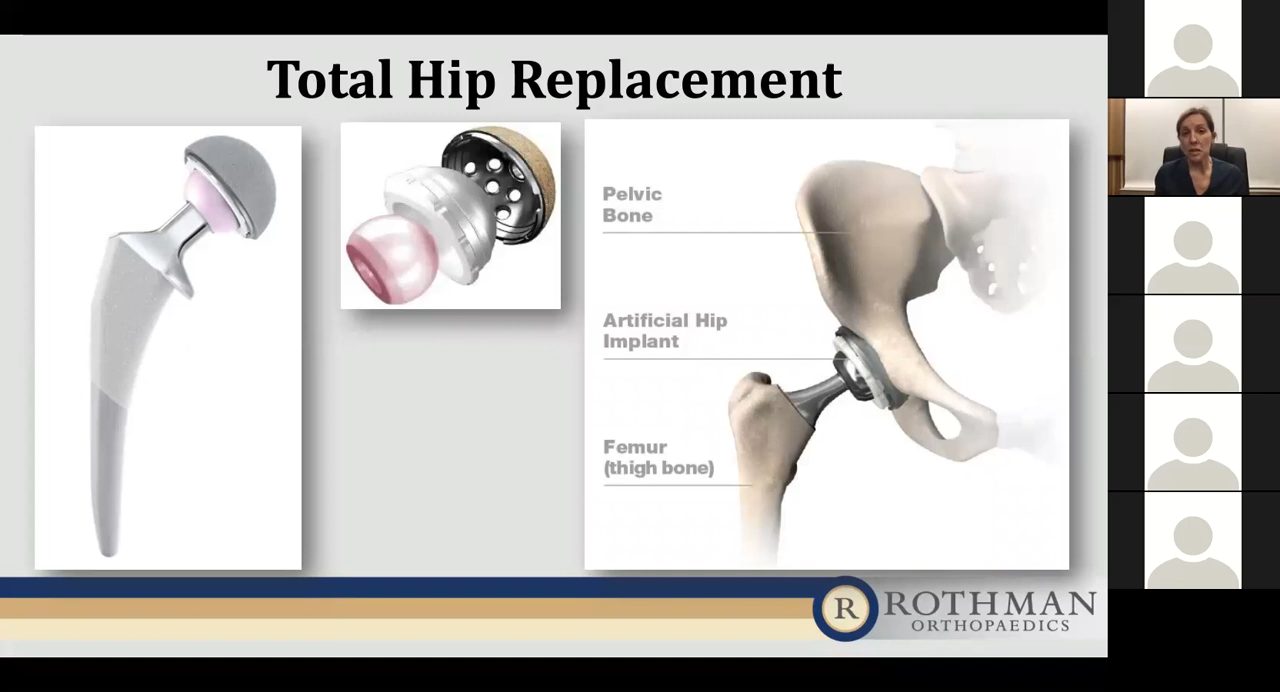 Total Hip Replacement
Pelvic
Bone
Artificial Hip
Implant
Femur
(thigh bone)
R ROTHMAN
ORTHOPAEDICS